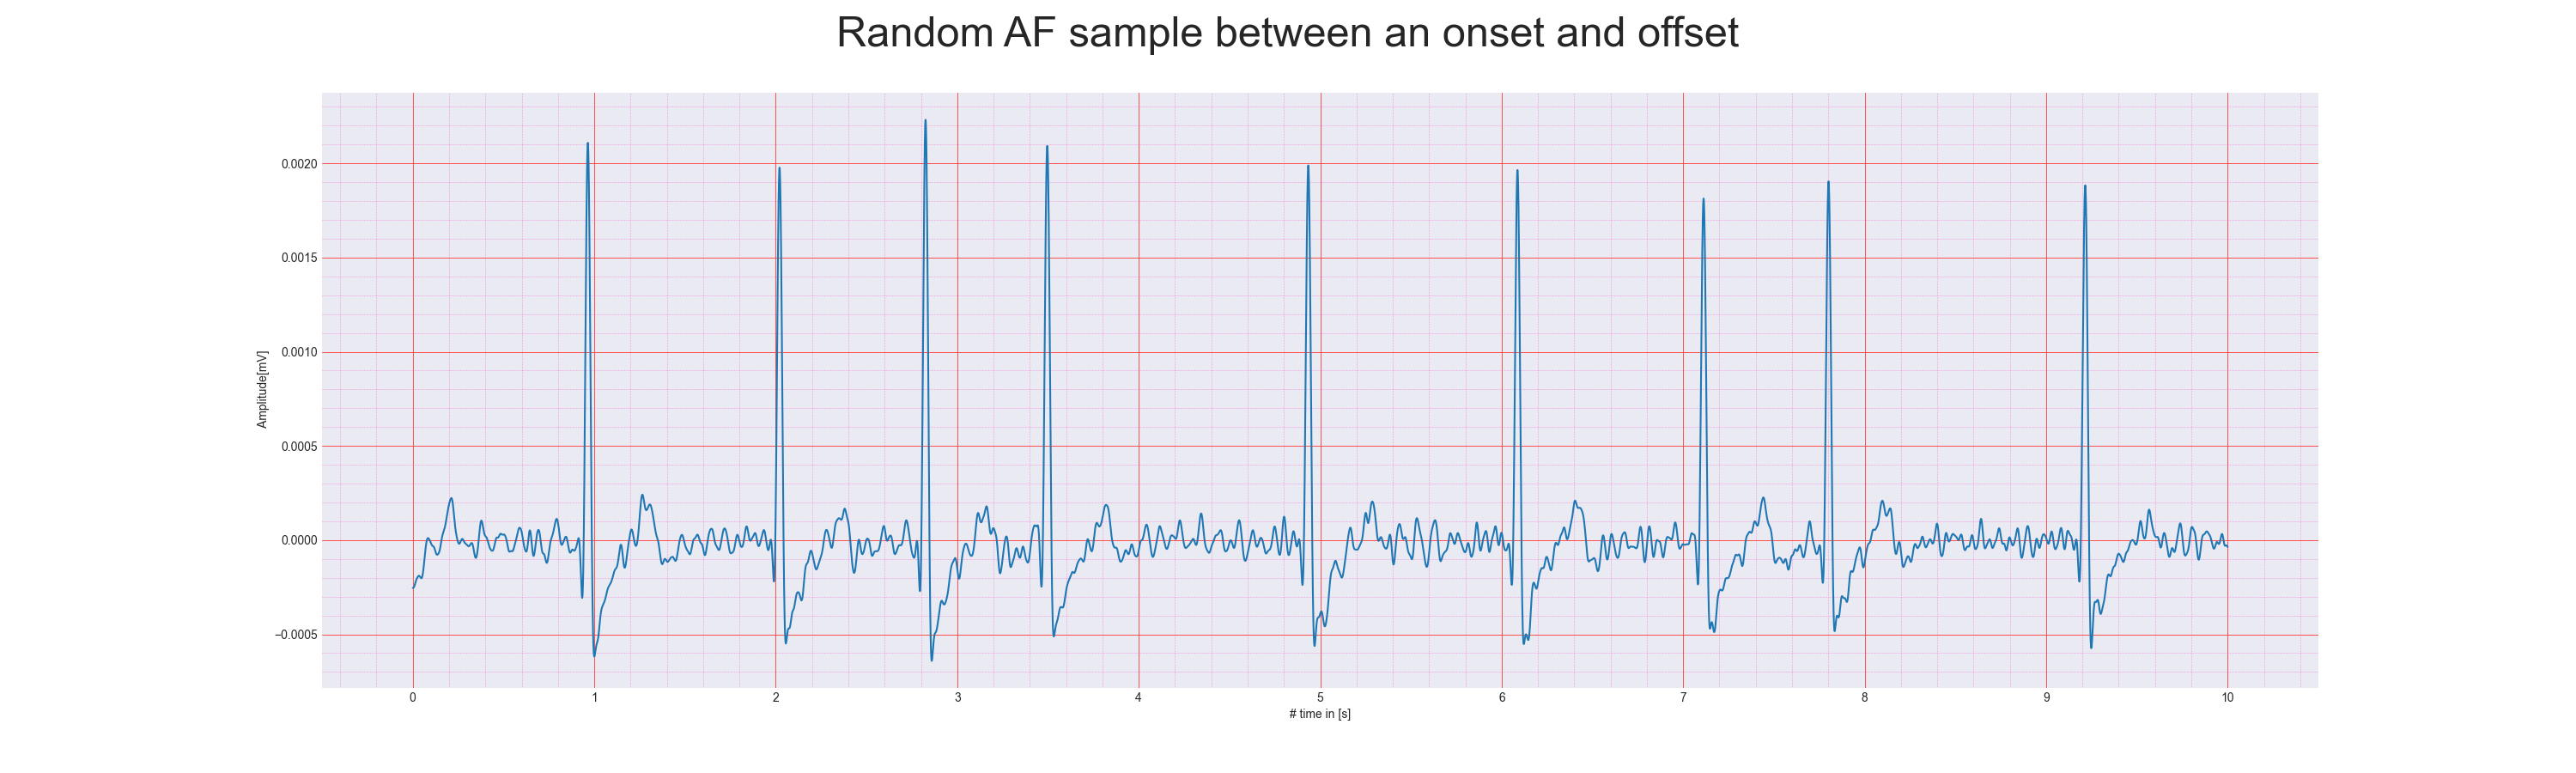 Random AF sample between an onset and offset
0.0020
0.0015
0.0010
0.0005
0.0000
−0.0005
Amplitude[mV]
0 1 2 3 4 5 6 7 8 9 10
# time in [s]